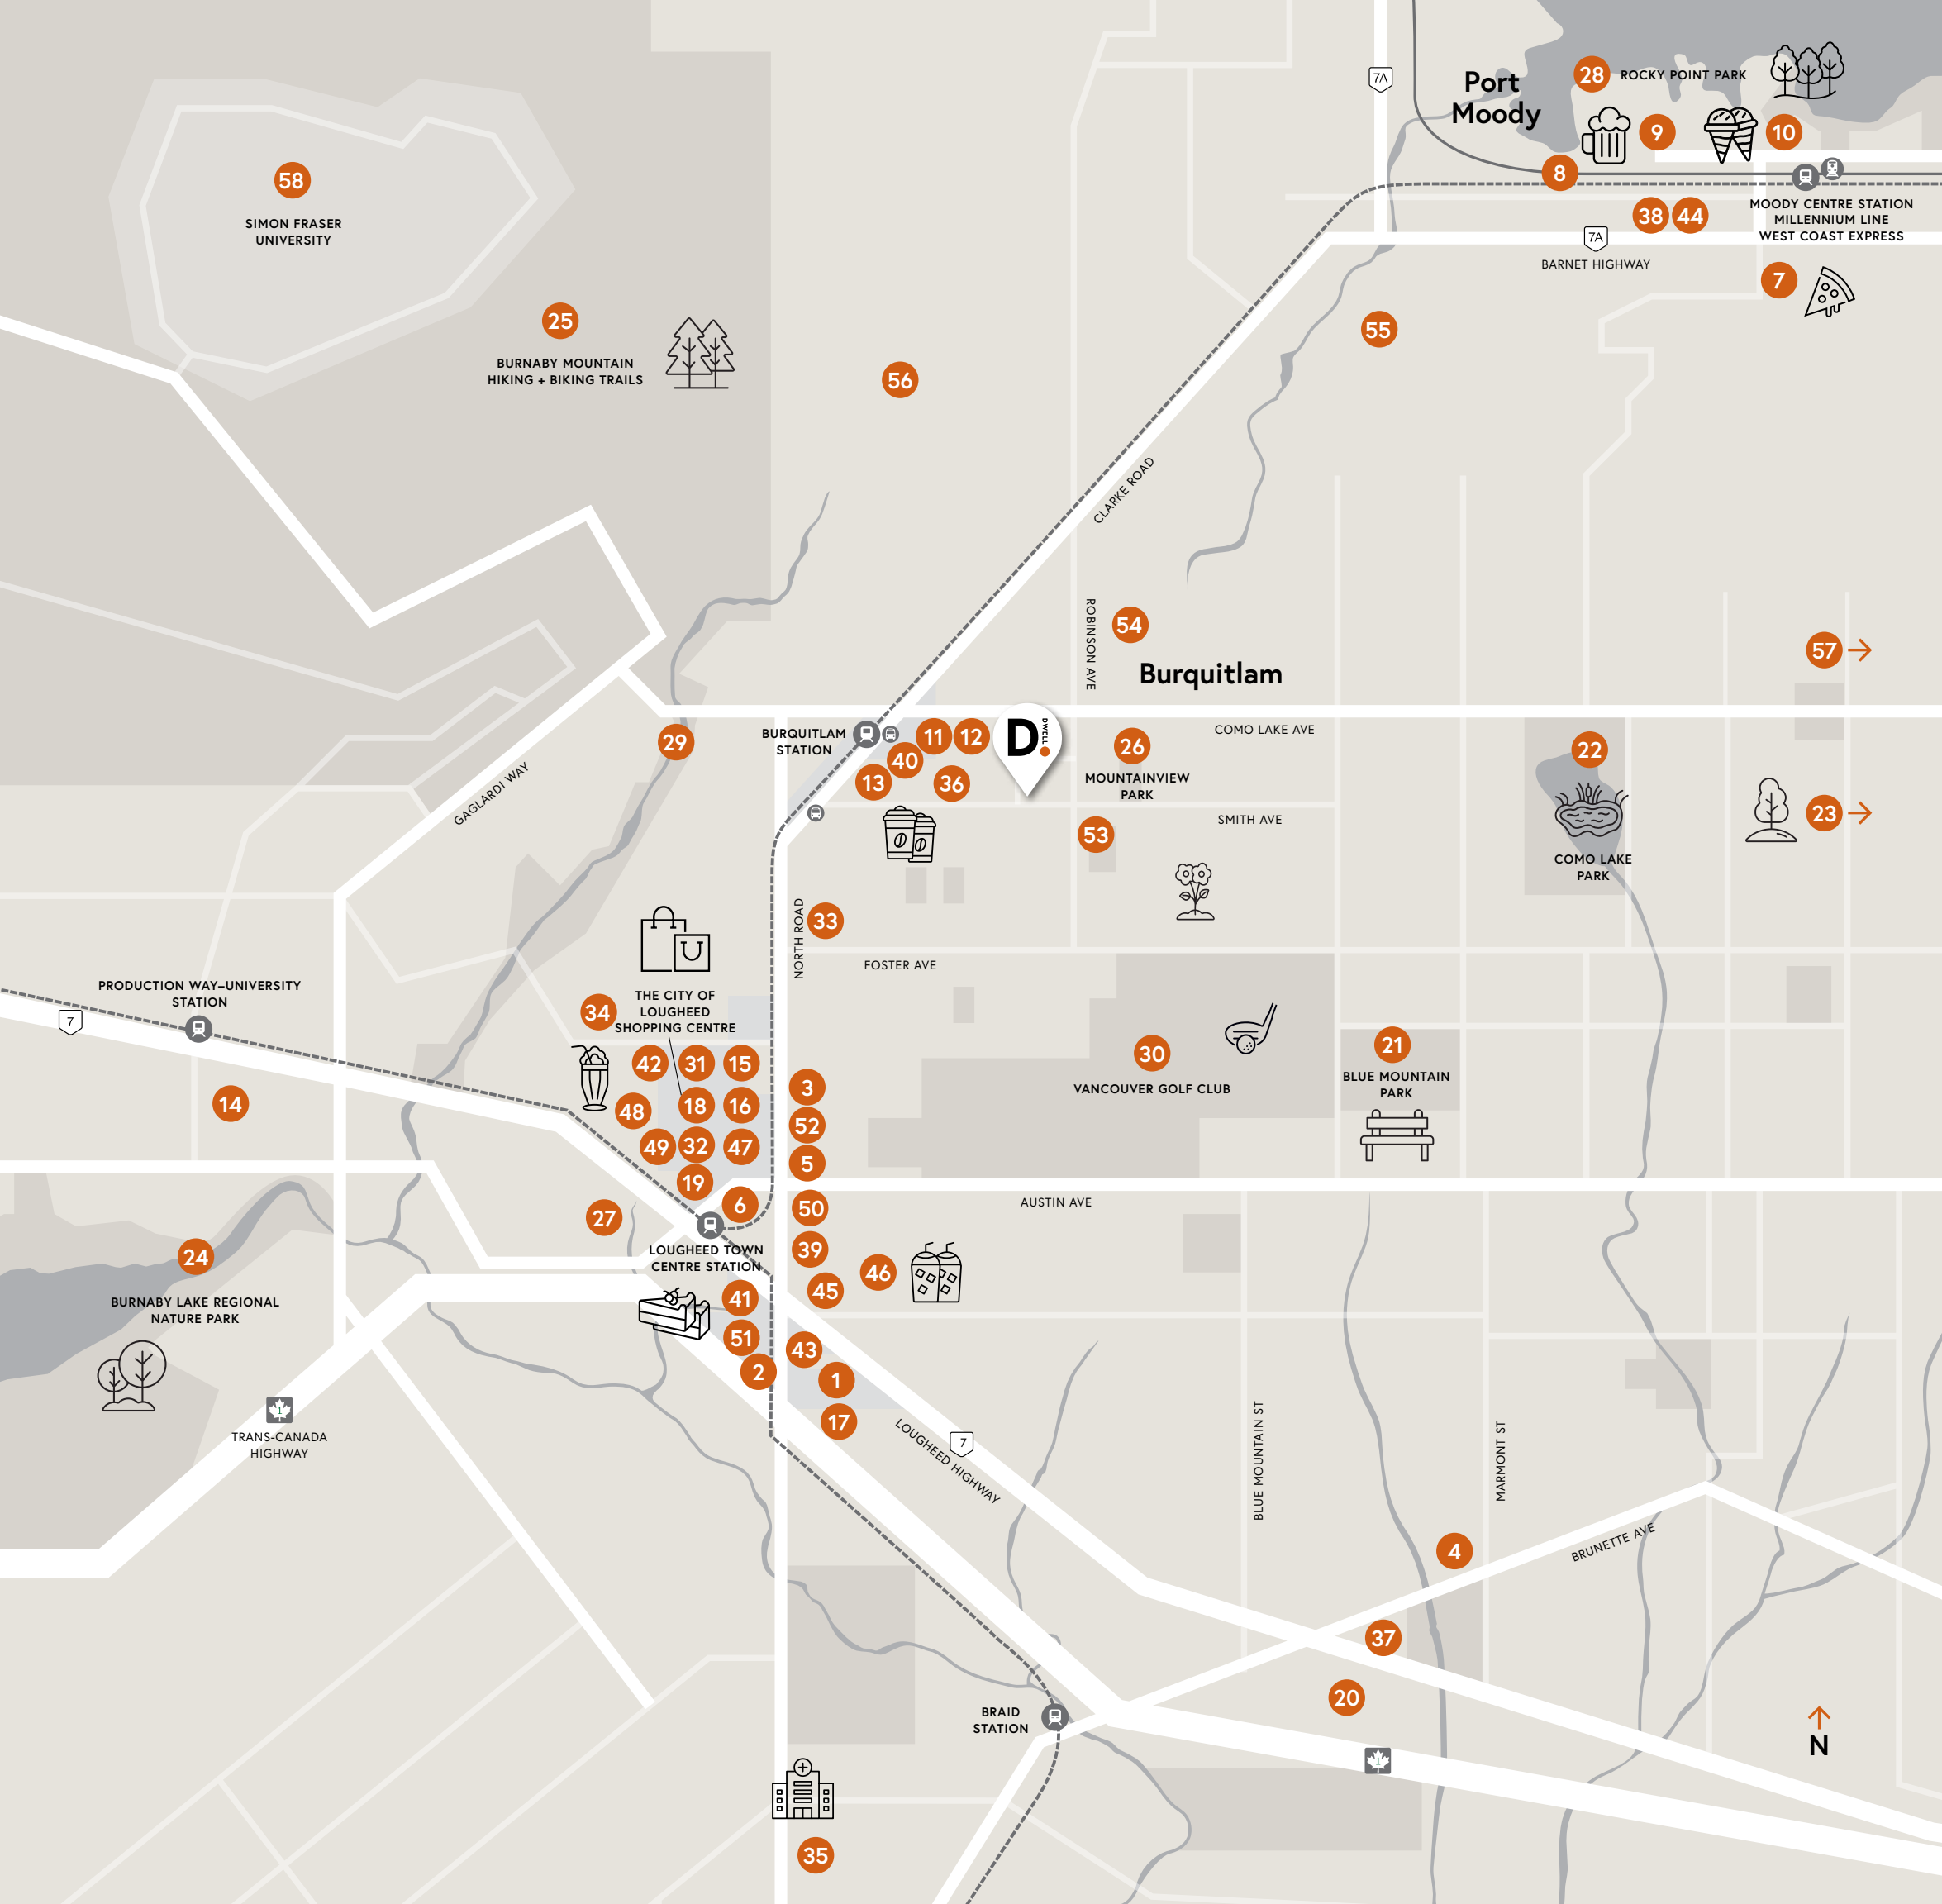 7A
Port
Moody
28
ROCKY POINT PARK
9
10
8
38
44
MOODY CENTRE STATION
MILLENNIUM LINE
WEST COAST EXPRESS
7A
BARNET HIGHWAY
7
58
SIMON FRASER
UNIVERSITY
25
BURNABY MOUNTAIN
HIKING + BIKING TRAILS
56
55
CLARKE ROAD
ROBINSON AVE
54
Burquitlam
57
29
BURQUITLAM
STATION
11
12
D
DWELL
40
13
36
26
MOUNTAINVIEW
PARK
COMO LAKE AVE
22
COMO LAKE
PARK
23
GAGLARDI WAY
SMITH AVE
53
NORTH ROAD
33
FOSTER AVE
PRODUCTION WAY–UNIVERSITY
STATION
7
14
34
THE CITY OF
LOUGHEED
SHOPPING CENTRE
42
31
15
48
18
16
49
32
47
19
6
3
52
5
30
VANCOUVER GOLF CLUB
21
BLUE MOUNTAIN
PARK
AUSTIN AVE
27
LOUGHEED TOWN
CENTRE STATION
50
39
45
46
24
BURNABY LAKE REGIONAL
NATURE PARK
41
51
2
43
1
17
1
TRANS-CANADA
HIGHWAY
LOUGHEED HIGHWAY
7
BLUE MOUNTAIN ST
MARMONT ST
4
BRUNETTE AVE
37
20
BRAID
STATION
1
N
35